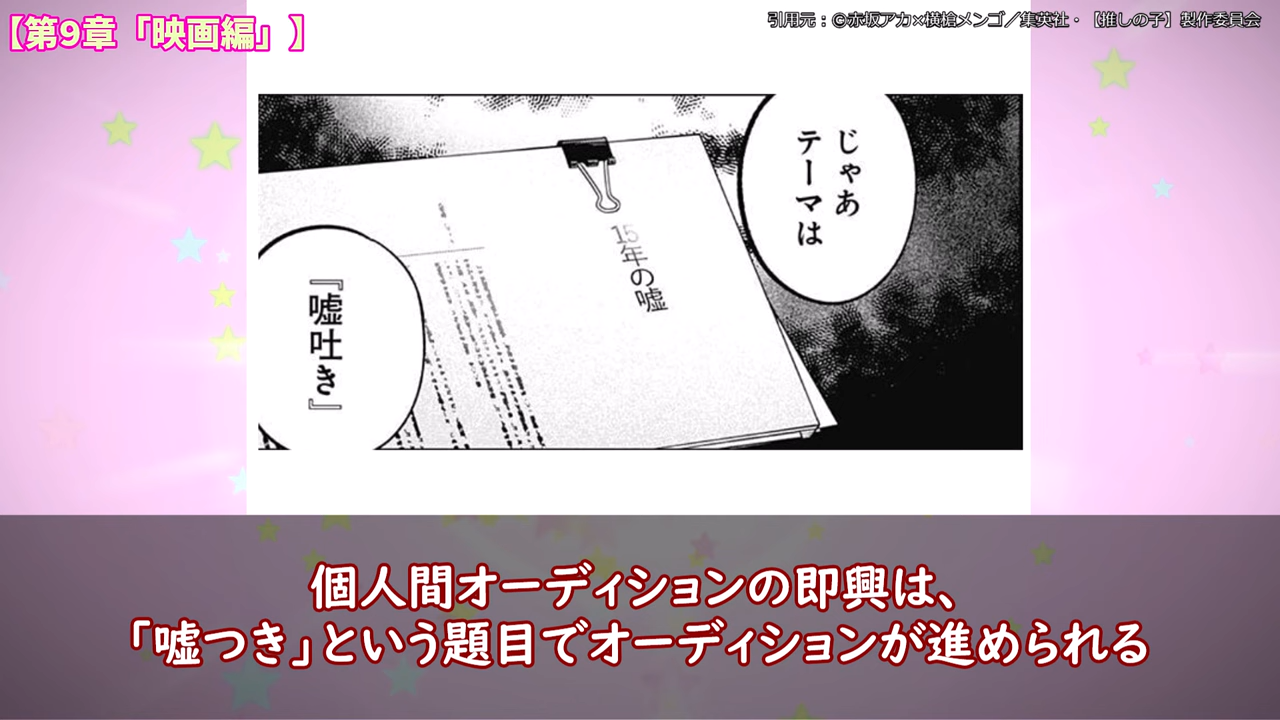 【第9章「映画編」】
引用元：©赤坂アカ×横槍メンゴ／集英社・【推しの子】製作委員会
じゃあ
テーマは
15年の嘘
『嘘吐き』
個人間オーディションの即興は、
「嘘つき」という題目でオーディションが進められる